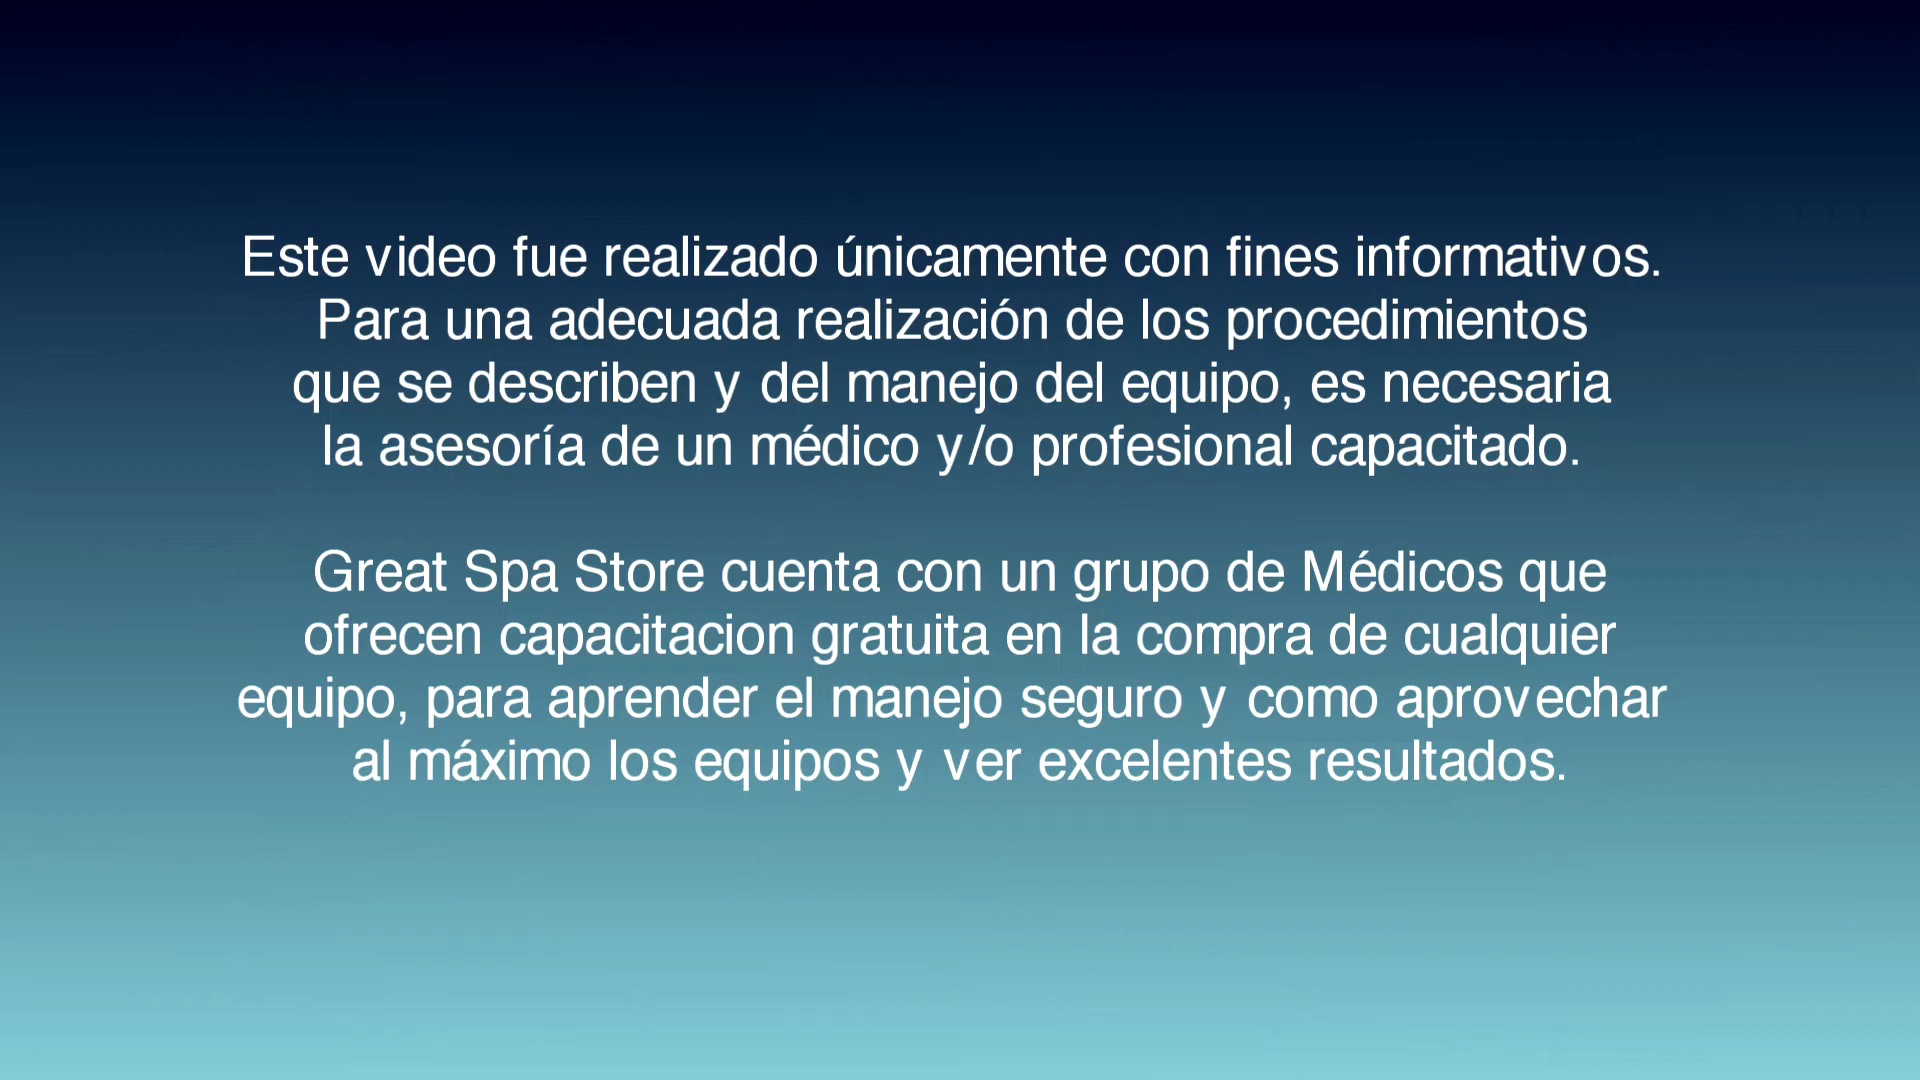 Este video fue realizado únicamente con fines informativos.
Para una adecuada realización de los procedimientos
que se describen y del manejo del equipo, es necesaria
la asesoría de un médico y/o profesional capacitado.
Great Spa Store cuenta con un grupo de Médicos que
ofrecen capacitacion gratuita en la compra de cualquier
equipo, para aprender el manejo seguro y como aprovechar
al máximo los equipos y ver excelentes resultados.